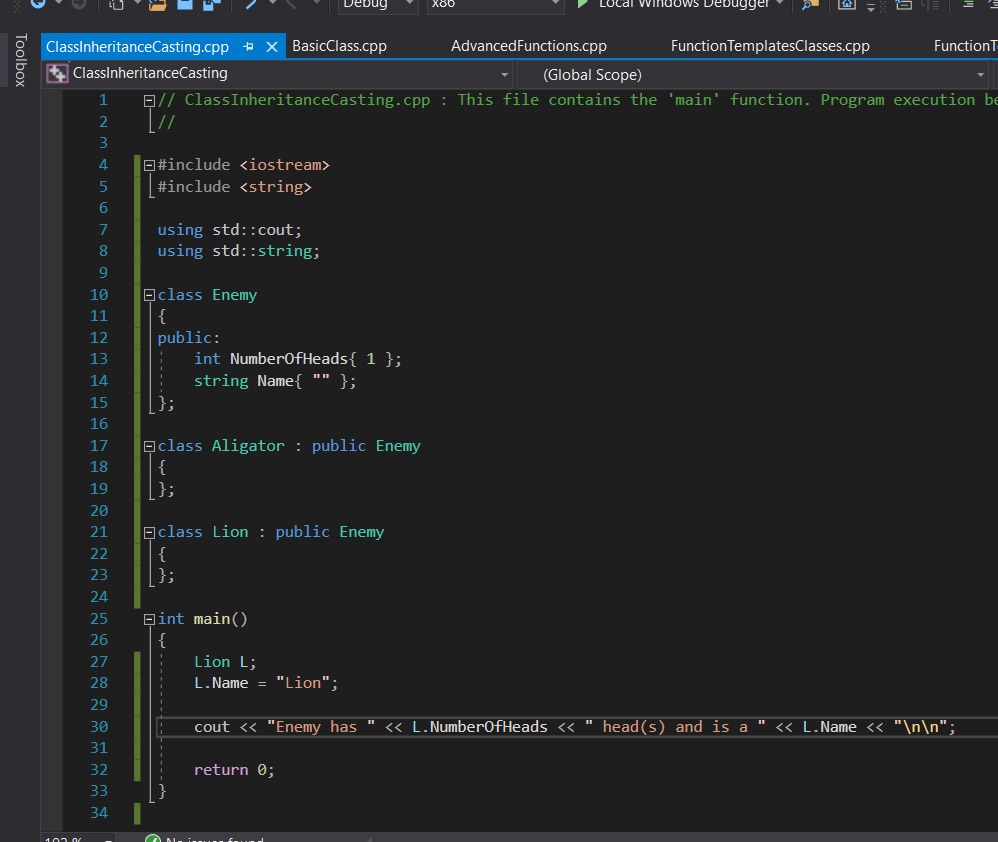 Debug x86 Local Windows Debugger
Toolbox
ClassInheritanceCasting.cpp BasicClass.cpp AdvancedFunctions.cpp FunctionTemplatesClasses.cpp FunctionT
ClassInheritanceCasting (Global Scope)
1 // ClassInheritanceCasting.cpp : This file contains the 'main' function. Program execution be
2 //
3
4 #include <iostream>
5 #include <string>
6
7 using std::cout;
8 using std::string;
9
10 class Enemy
11 {
12 public:
13 int NumberOfHeads{ 1 };
14 string Name{ "" };
15 };
16
17 class Aligator : public Enemy
18 {
19 };
20
21 class Lion : public Enemy
22 {
23 };
24
25 int main()
26 {
27 Lion L;
28 L.Name = "Lion";
29
30 cout << "Enemy has " << L.NumberOfHeads << " head(s) and is a " << L.Name << "\n\n";
31
32 return 0;
33 }
34
No issues found